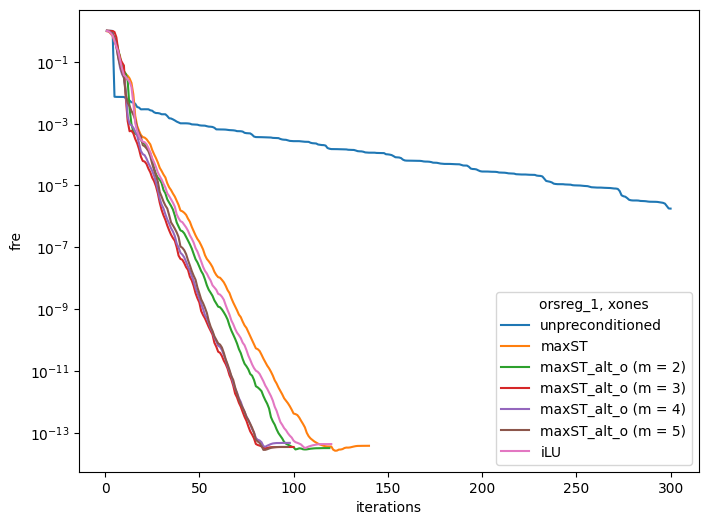 10⁻¹
10⁻³
10⁻⁵
10⁻⁷
10⁻⁹
10⁻¹¹
10⁻¹³
fre
0
50
100
150
200
250
300
iterations
orsreg_1, xones
unpreconditioned
maxST
maxST_alt_o (m = 2)
maxST_alt_o (m = 3)
maxST_alt_o (m = 4)
maxST_alt_o (m = 5)
iLU